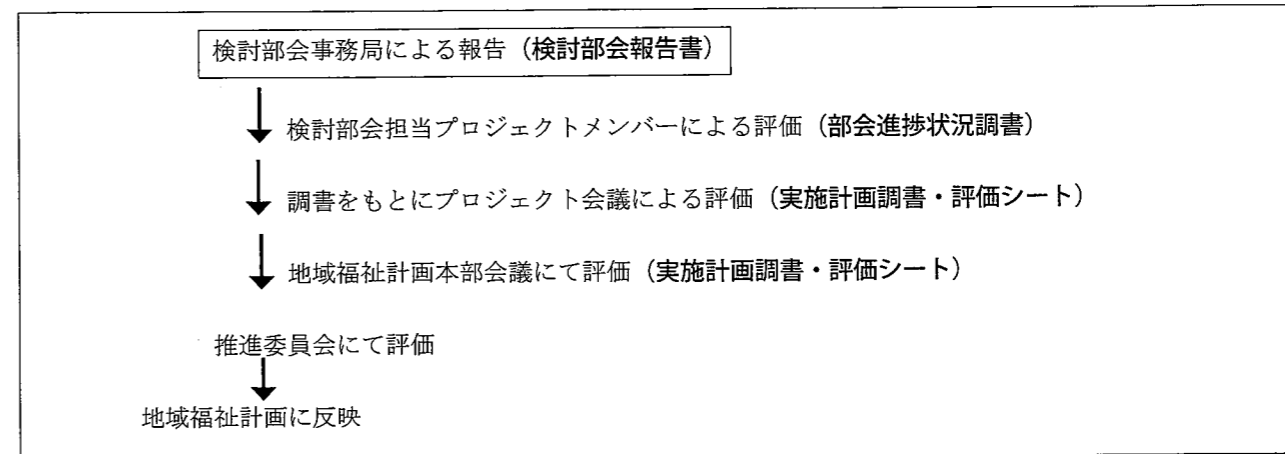 検討部会事務局による報告（検討部会報告書）
検討部会担当プロジェクトメンバーによる評価（部会進捗状況調書）
調書をもとにプロジェクト会議による評価（実施計画調書・評価シート）
地域福祉計画本部会議にて評価（実施計画調書・評価シート）
推進委員会にて評価
地域福祉計画に反映